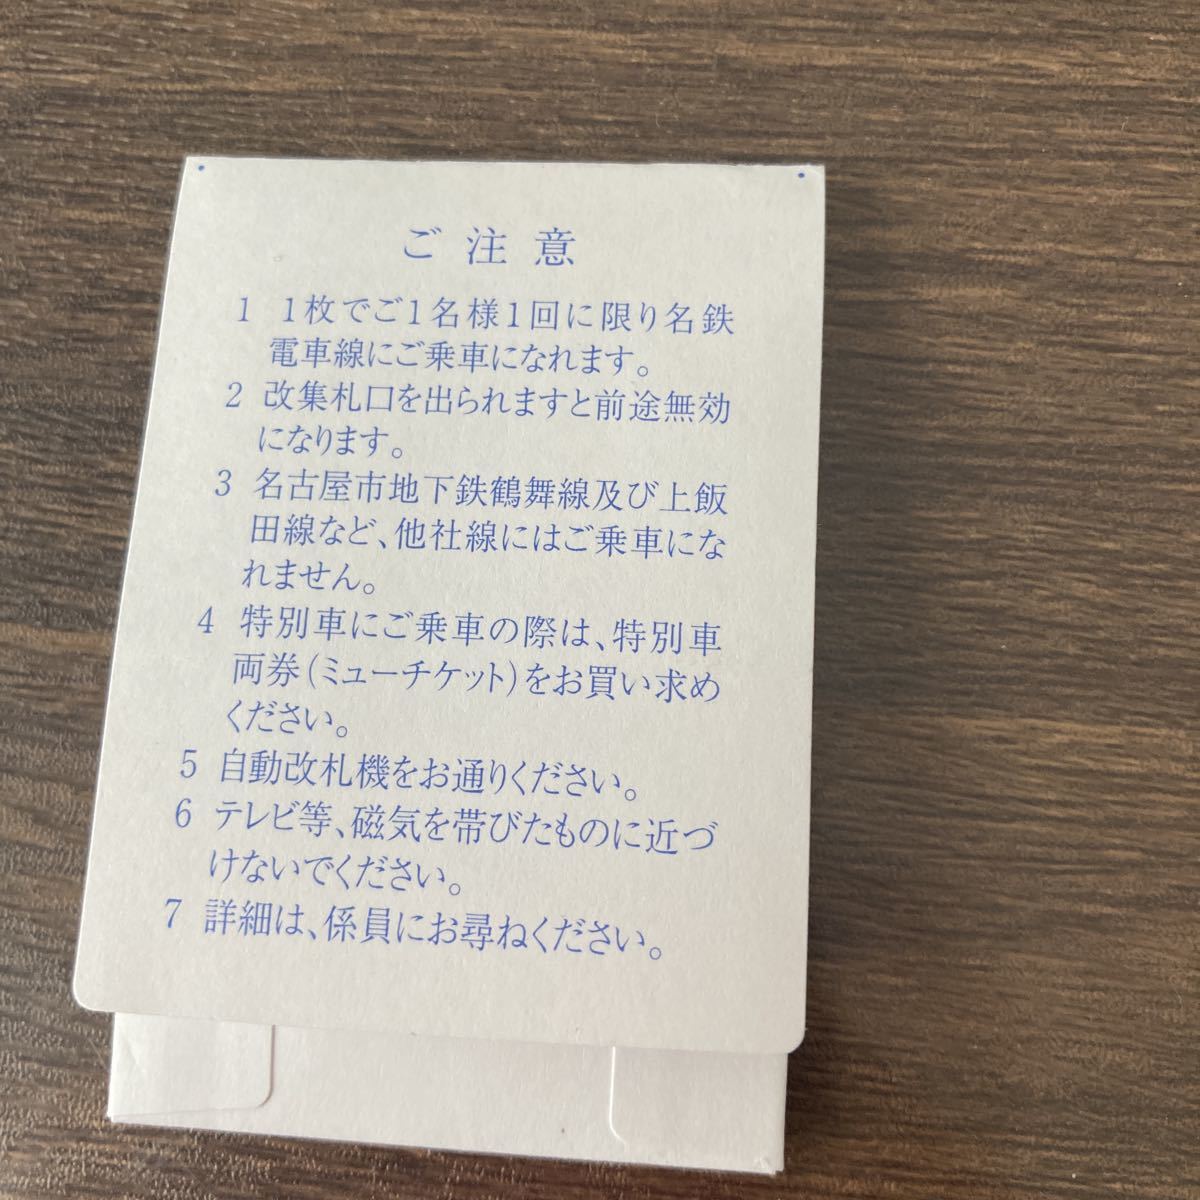 ご注意
1 1枚でご1名様1回に限り名鉄
電車線にご乗車になれます。
2 改集札口を出られますと前途無効
になります。
3 名古屋市地下鉄鶴舞線及び上飯
田線など、他社線にはご乗車にな
れません。
4 特別車にご乗車の際は、特別車
両券(ミューチケット)をお買い求め
ください。
5 自動改札機をお通りください。
6 テレビ等、磁気を帯びたものに近づ
けないでください。
7 詳細は、係員にお尋ねください。